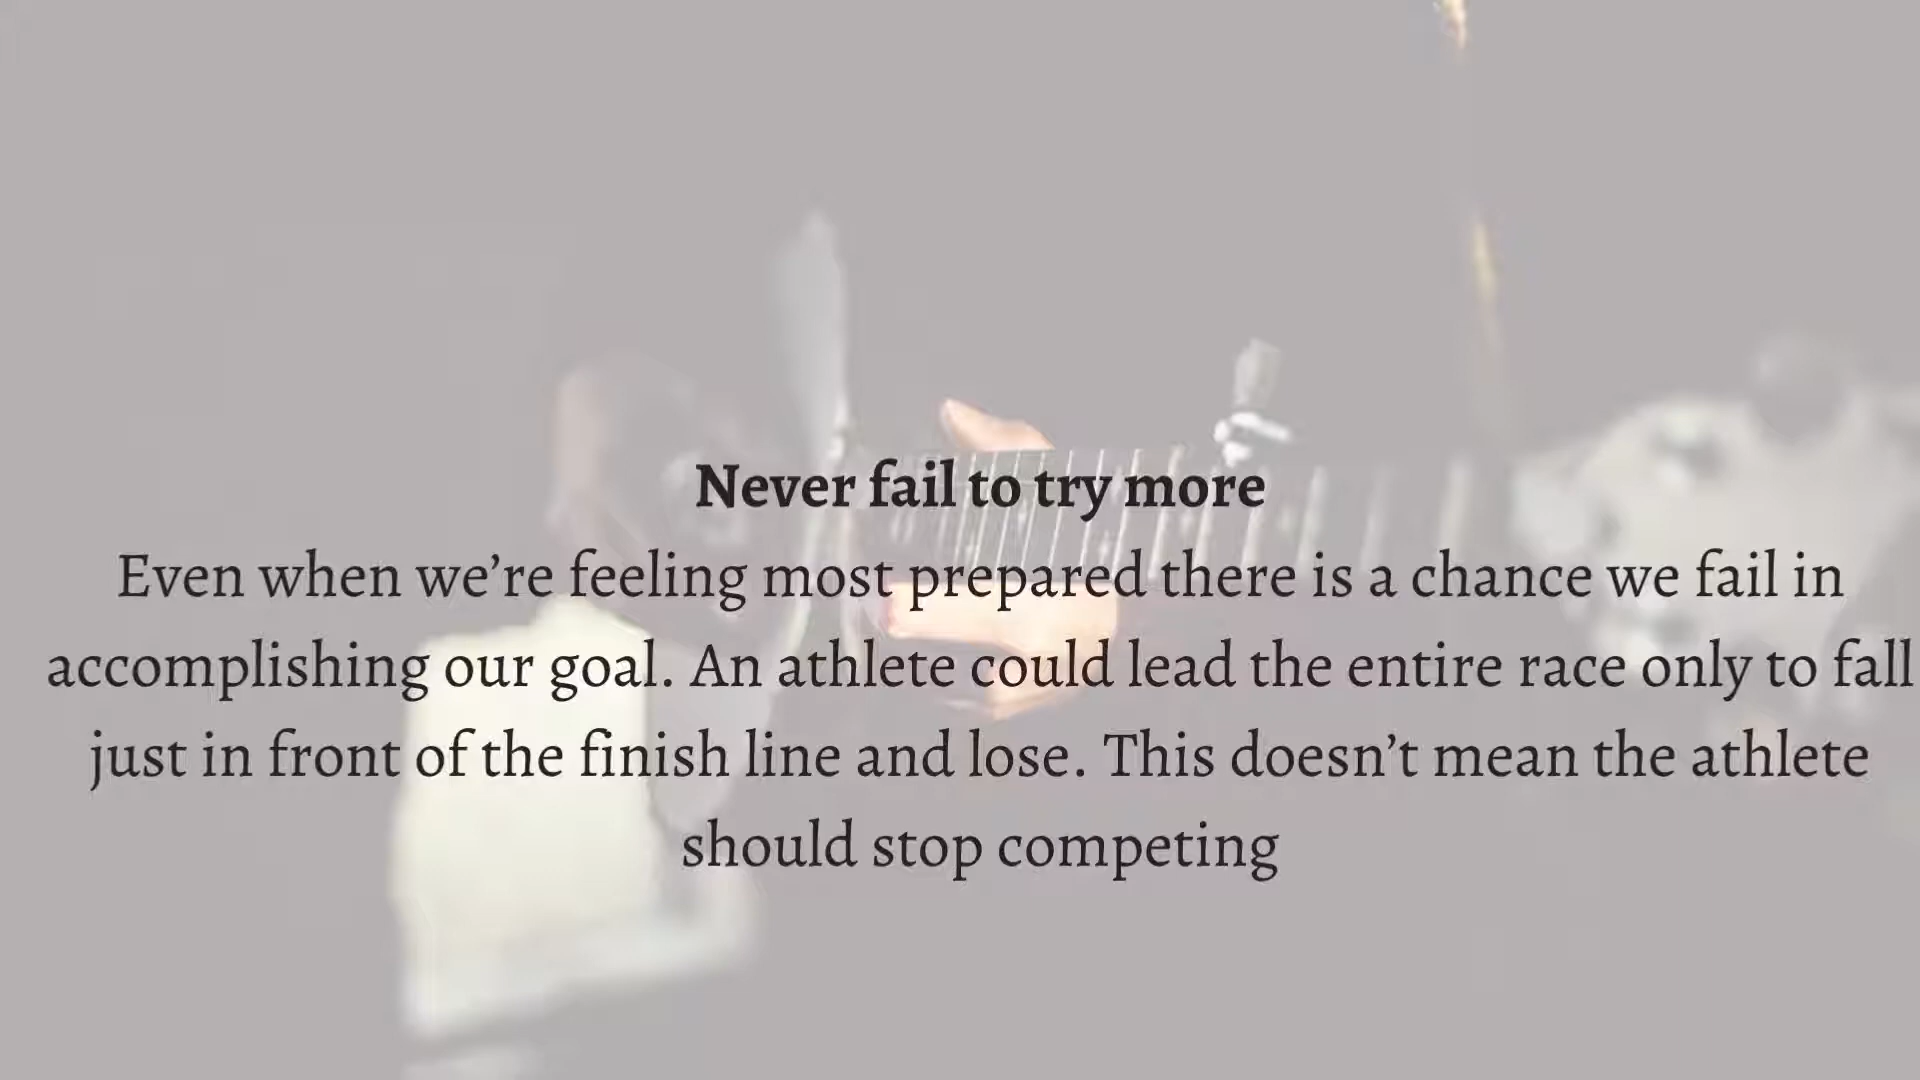 Never fail to try more
Even when we’re feeling most prepared there is a chance we fail in
accomplishing our goal. An athlete could lead the entire race only to fall
just in front of the finish line and lose. This doesn’t mean the athlete
should stop competing